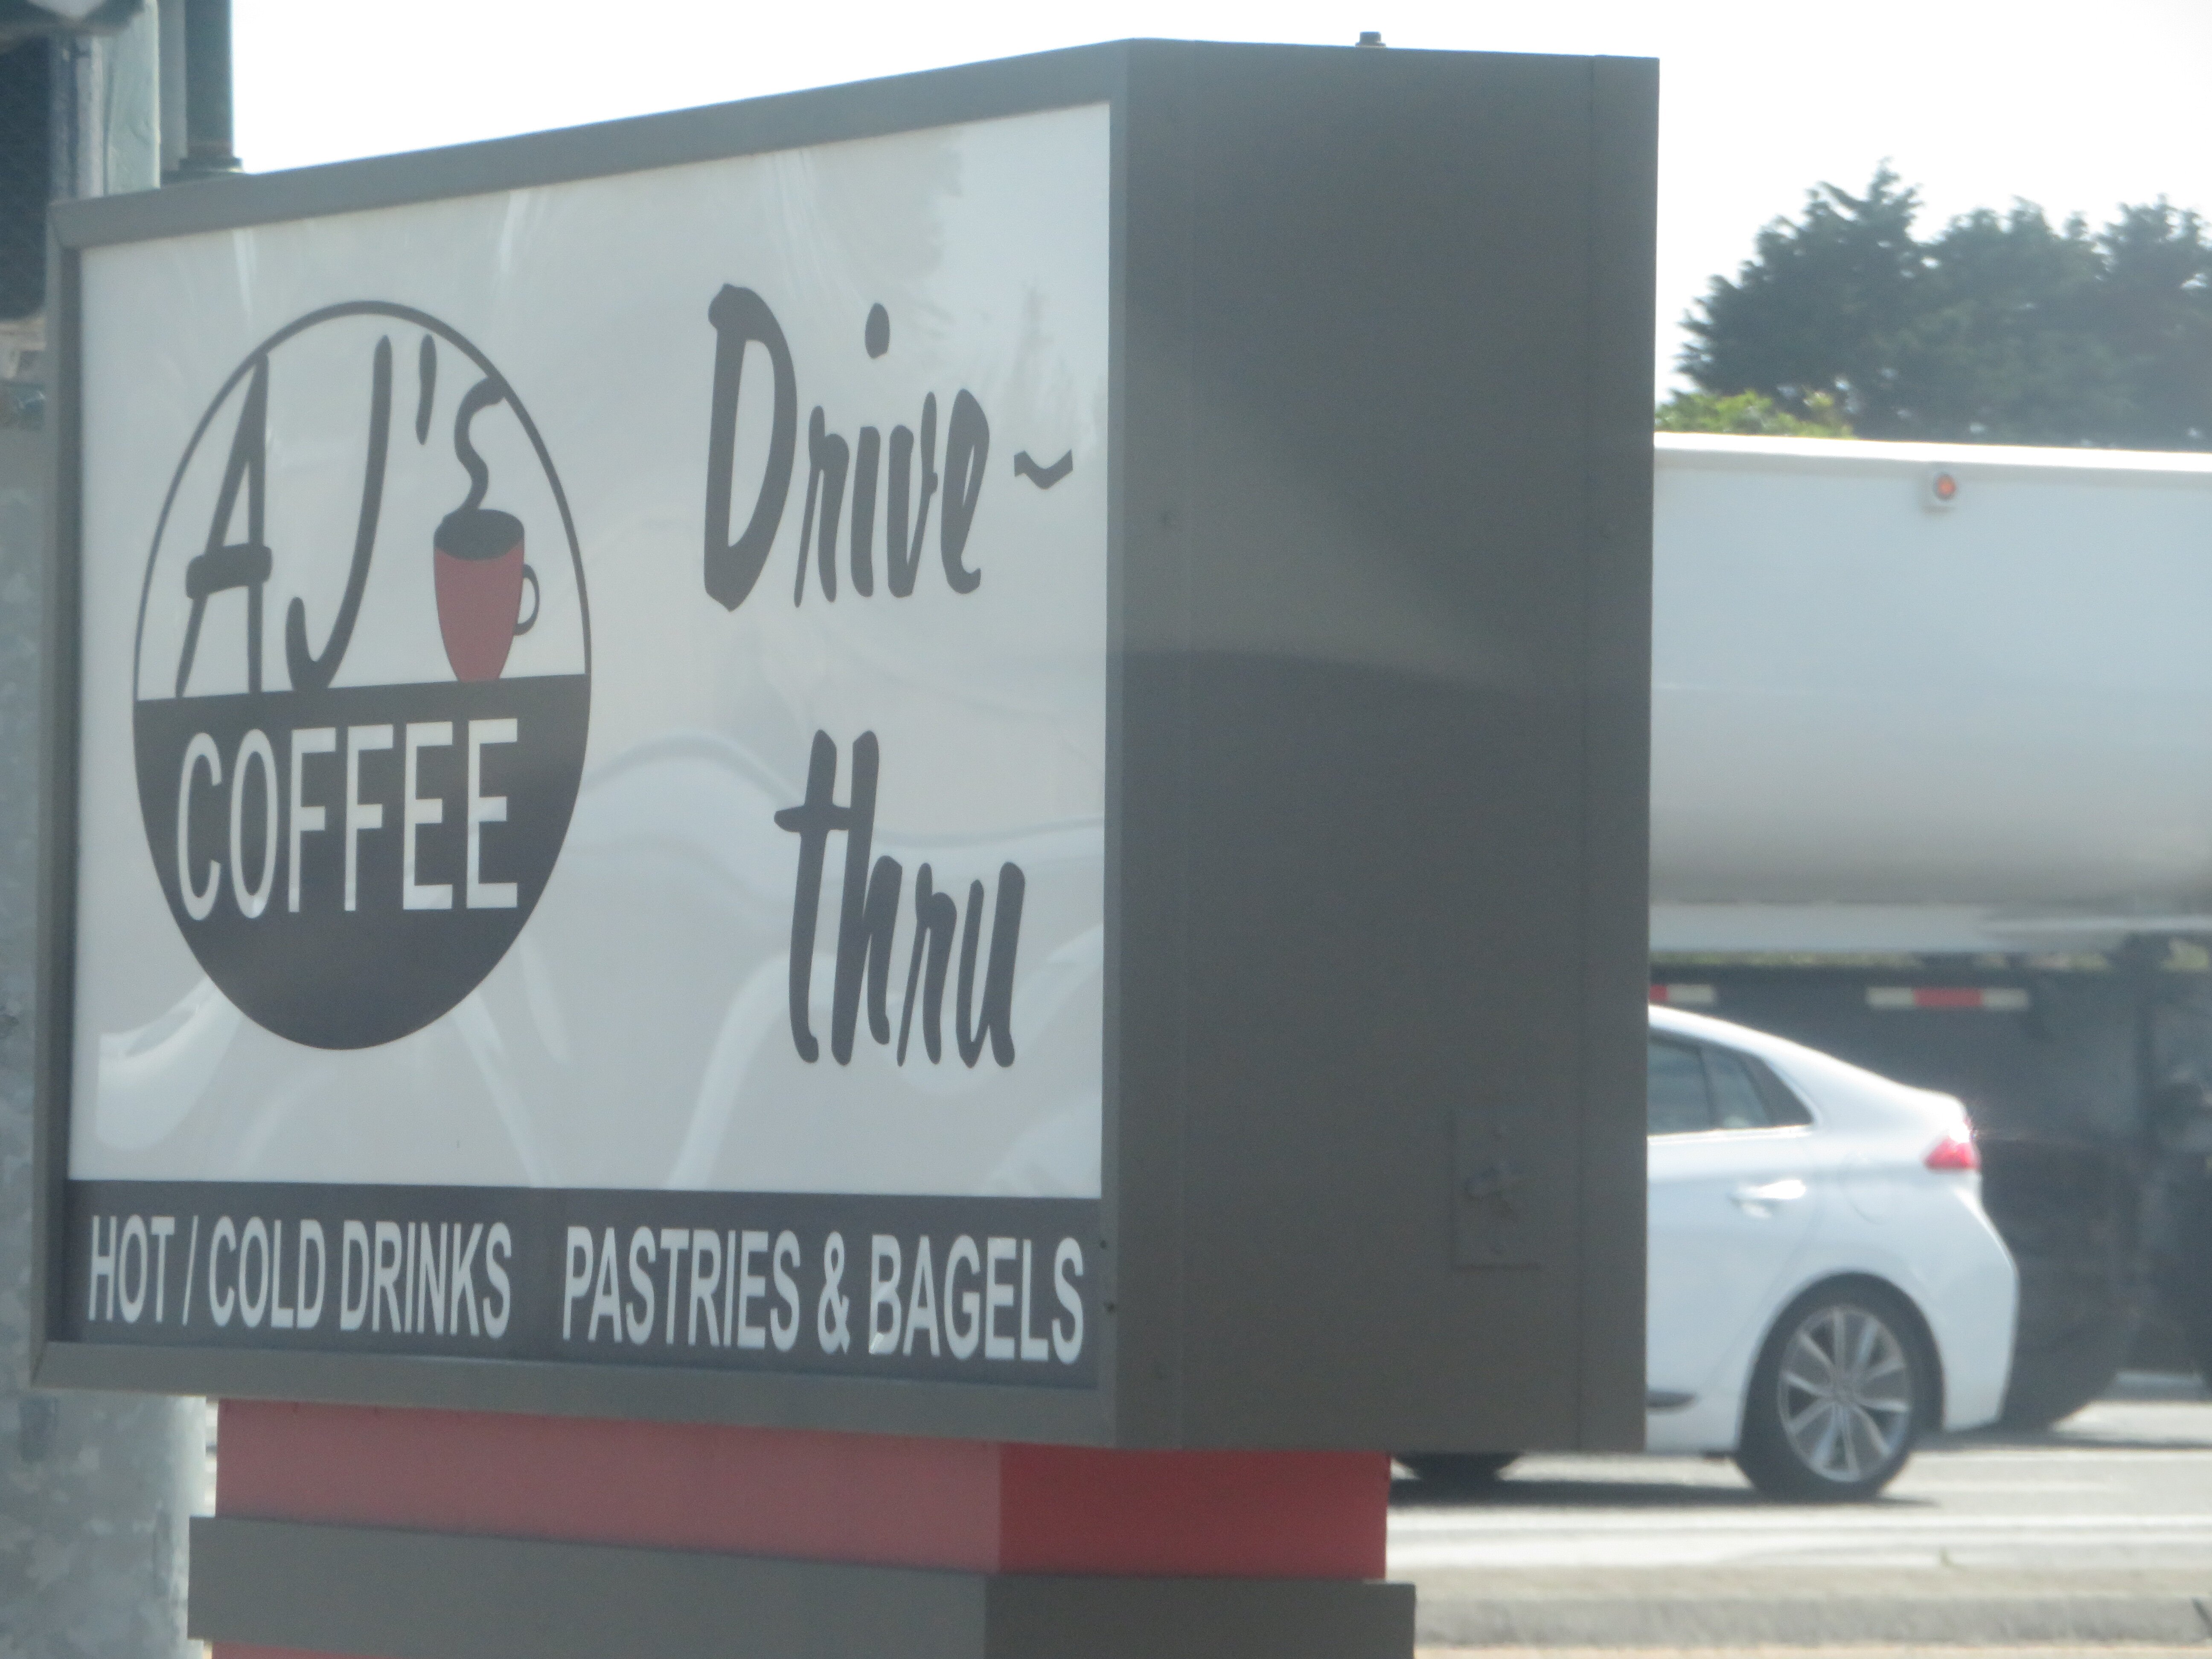 AJ's
COFFEE
Drive-
thru
HOT / COLD DRINKS PASTRIES & BAGELS